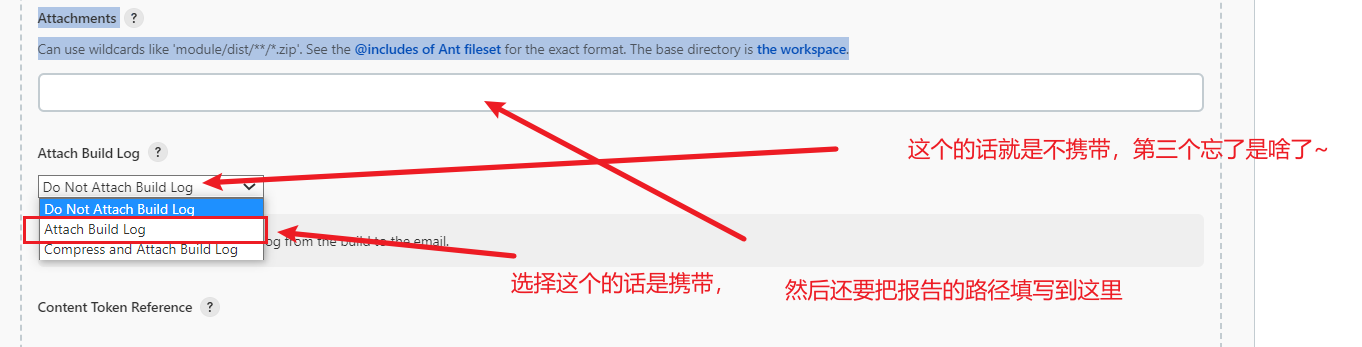 Attachments ?
Can use wildcards like 'module/dist/**/*.zip'. See the @includes of Ant fileset for the exact format. The base directory is the workspace.
Attach Build Log ?
这个的话就是不携带，第三个忘了是啥了~
Do Not Attach Build Log
Do Not Attach Build Log
Attach Build Log
og from the build to the email.
Compress and Attach Build Log
选择这个的话是携带，
然后还要把报告的路径填写到这里
Content Token Reference ?